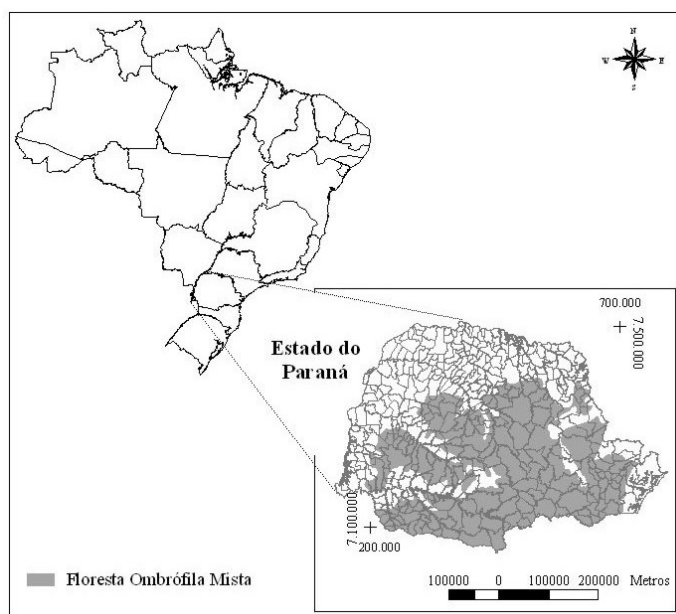 N
W E
S
700.000
7.500.000
Estado do
Paraná
7.100.000
200.000
Floresta Ombrófila Mista
100000 0 100000 200000 Metros